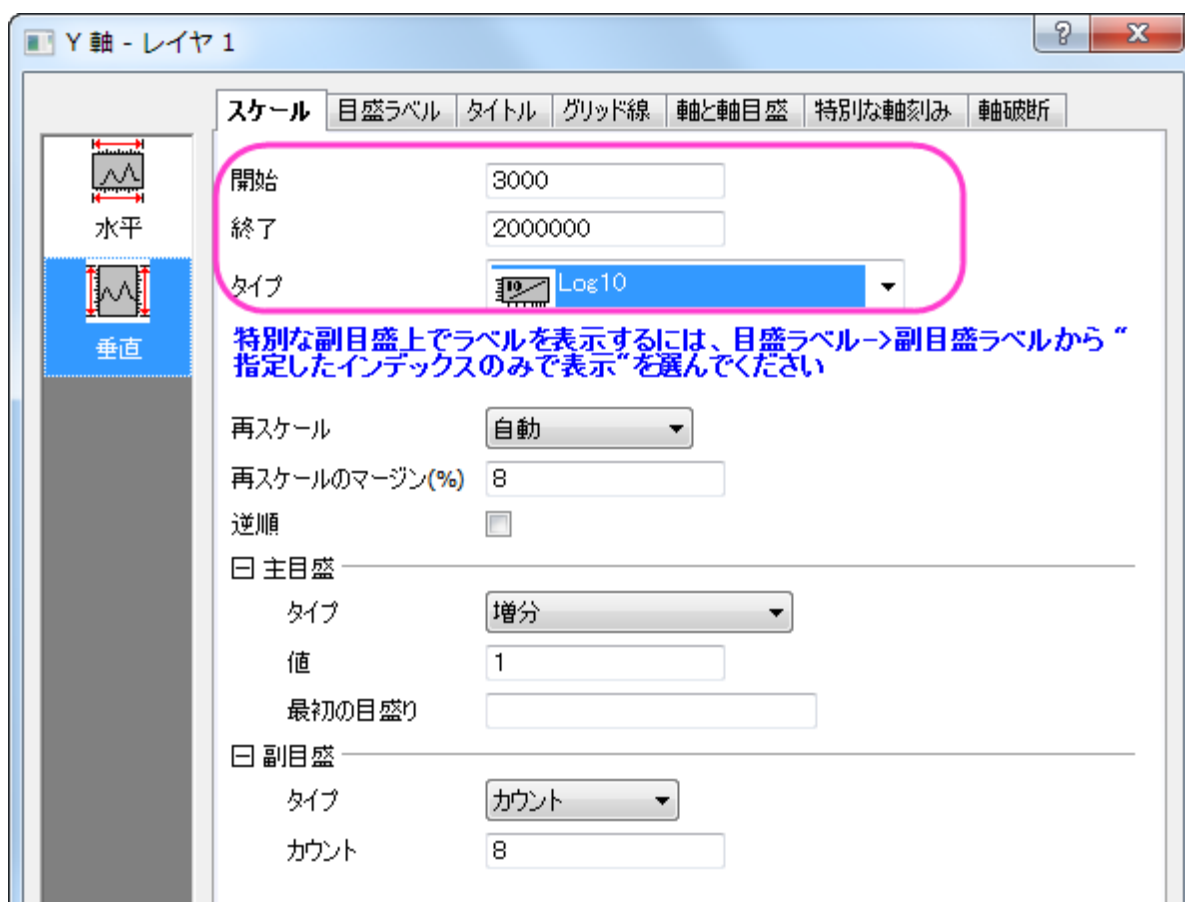 Y 軸 - レイヤ 1
?
スケール 目盛ラベル タイトル グリッド線 軸と軸目盛 特別な軸刻み 軸破断
水平
垂直
開始 3000
終了 2000000
タイプ Log10
特別な副目盛上でラベルを表示するには、目盛ラベル->副目盛ラベルから “
指定したインデックスのみで表示“を選んでください
再スケール 自動
再スケールのマージン(%) 8
逆順
主目盛
タイプ 増分
値 1
最初の目盛り
副目盛
タイプ カウント
カウント 8